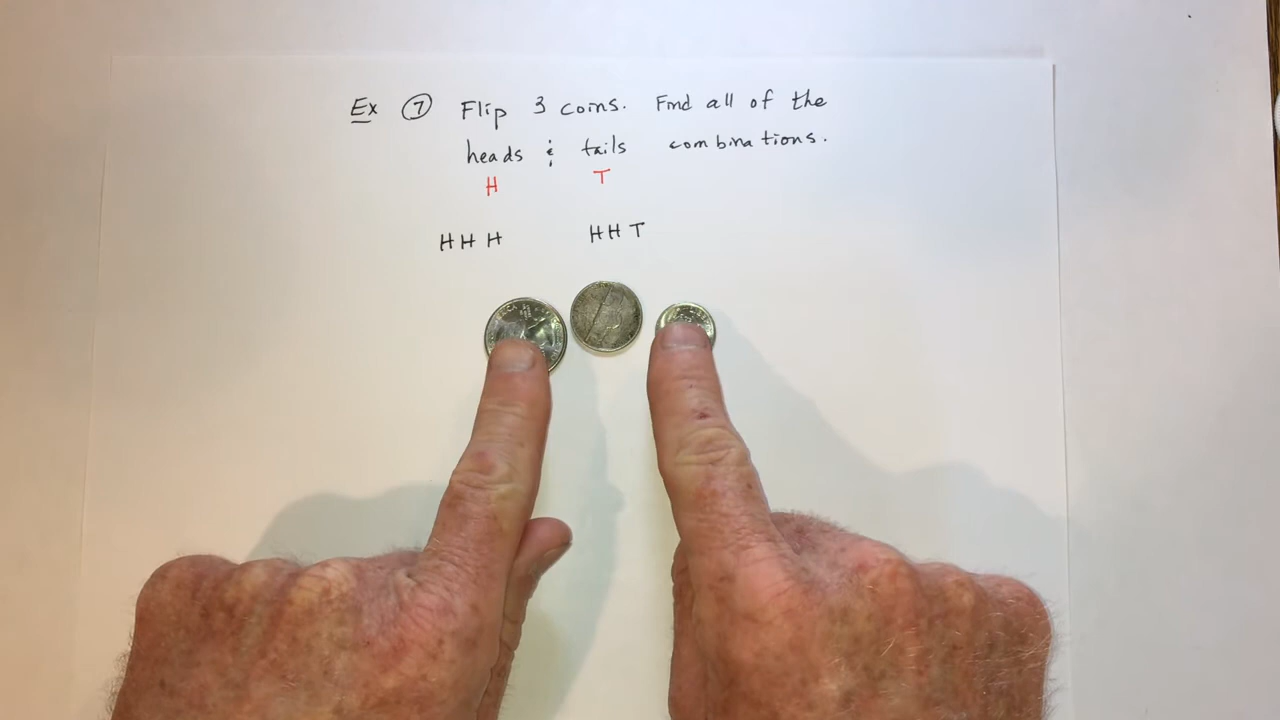 Ex 7 Flip 3 coins. Find all of the
heads & tails combinations.
H T
HHH HHT